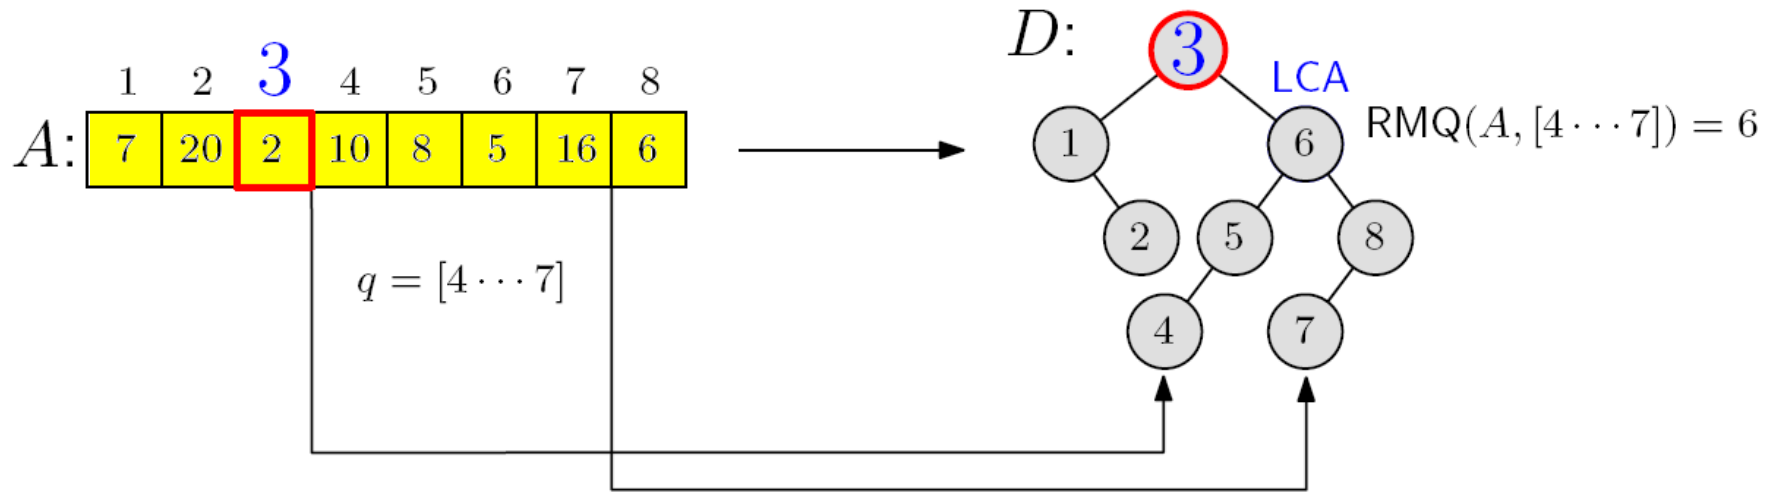 1 2 3 4 5 6 7 8
A: 7 20 2 10 8 5 16 6
q = [4 ⋯ 7]
D:
3
LCA
1 6 RMQ(A, [4 ⋯ 7]) = 6
2 5 8
4 7